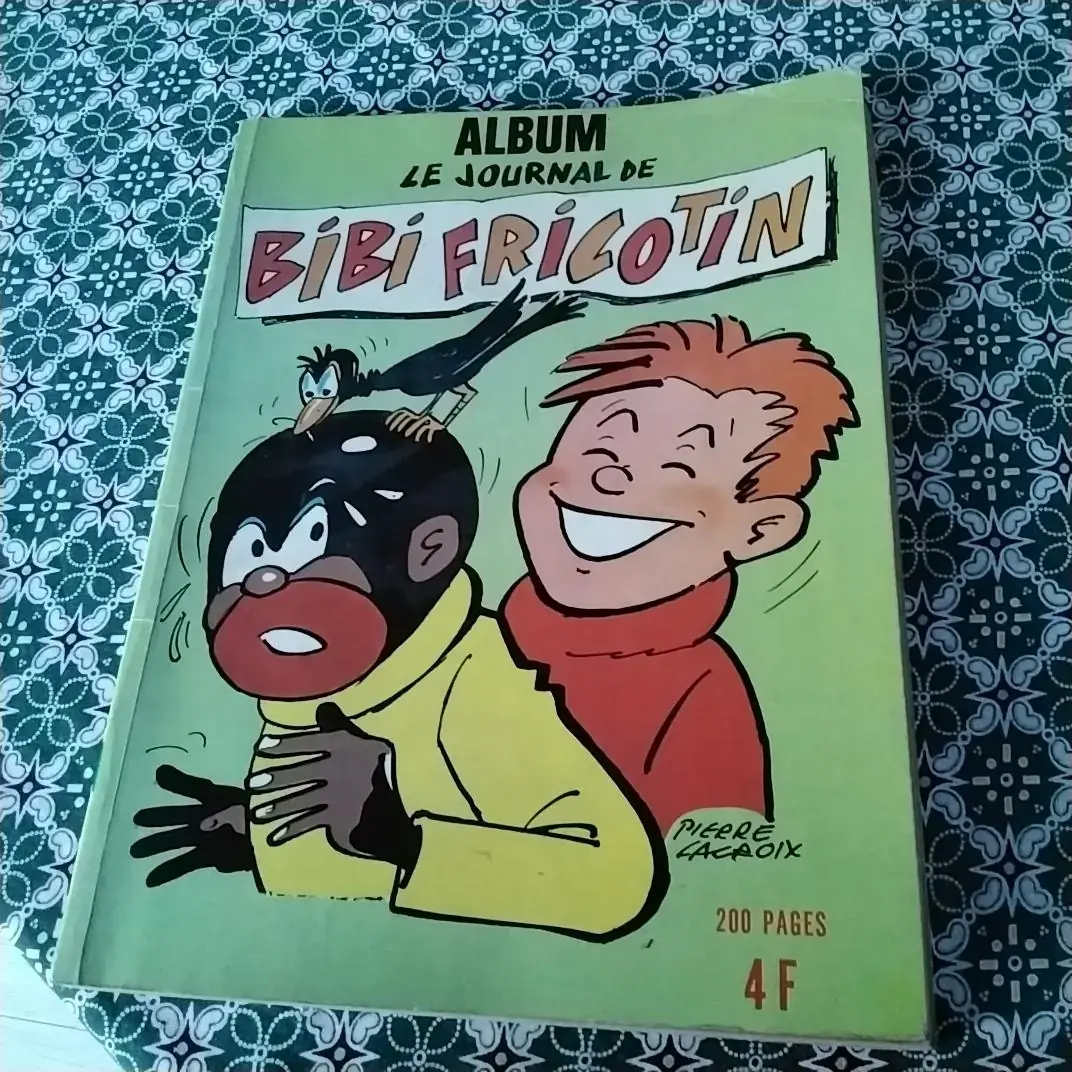 ALBUM
LE JOURNAL DE
BiBi FRiCOTiN
PIERRE
LACROIX
200 PAGES
4 F